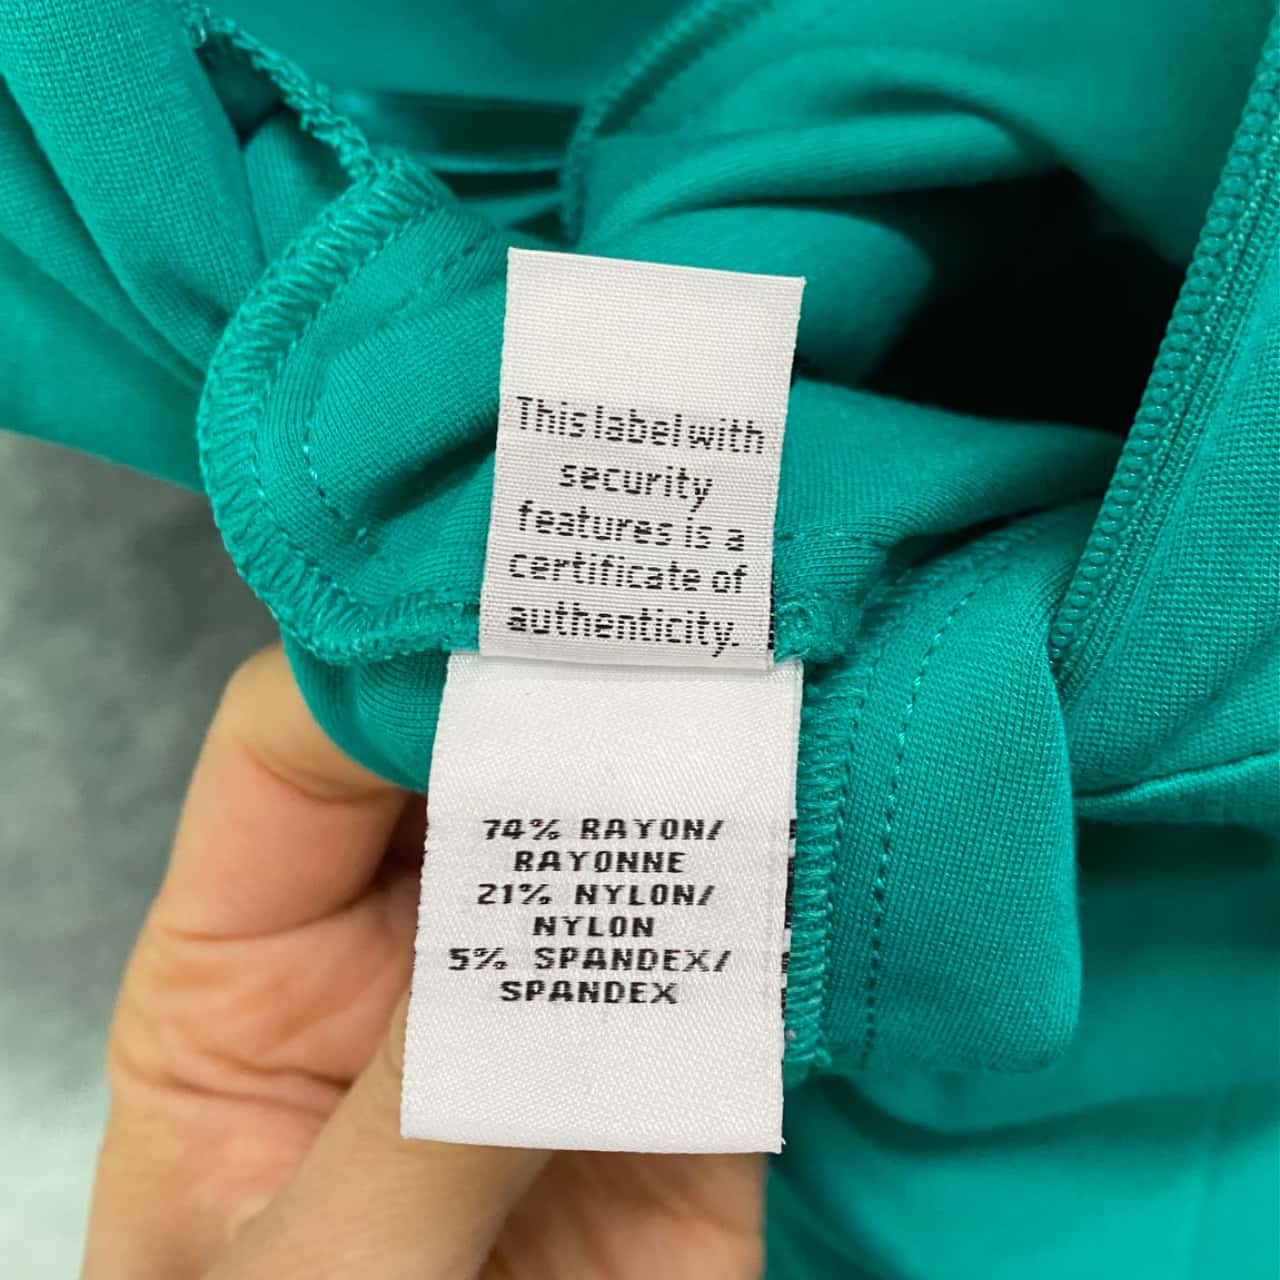 This label with
security
features is a
certificate of
authenticity.
74% RAYON/
RAYONNE
21% NYLON/
NYLON
5% SPANDEX/
SPANDEX